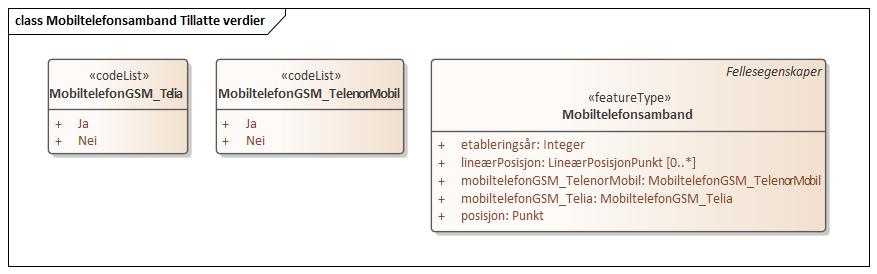 class Mobiltelefonsamband Tillatte verdier
«codeList»
MobiltelefonGSM_Telia
+ Ja
+ Nei
«codeList»
MobiltelefonGSM_TelenorMobil
+ Ja
+ Nei
Fellesegenskaper
«featureType»
Mobiltelefonsamband
+ etableringsår: Integer
+ lineærPosisjon: LineærPosisjonPunkt [0..*]
+ mobiltelefonGSM_TelenorMobil: MobiltelefonGSM_TelenorMobil
+ mobiltelefonGSM_Telia: MobiltelefonGSM_Telia
+ posisjon: Punkt